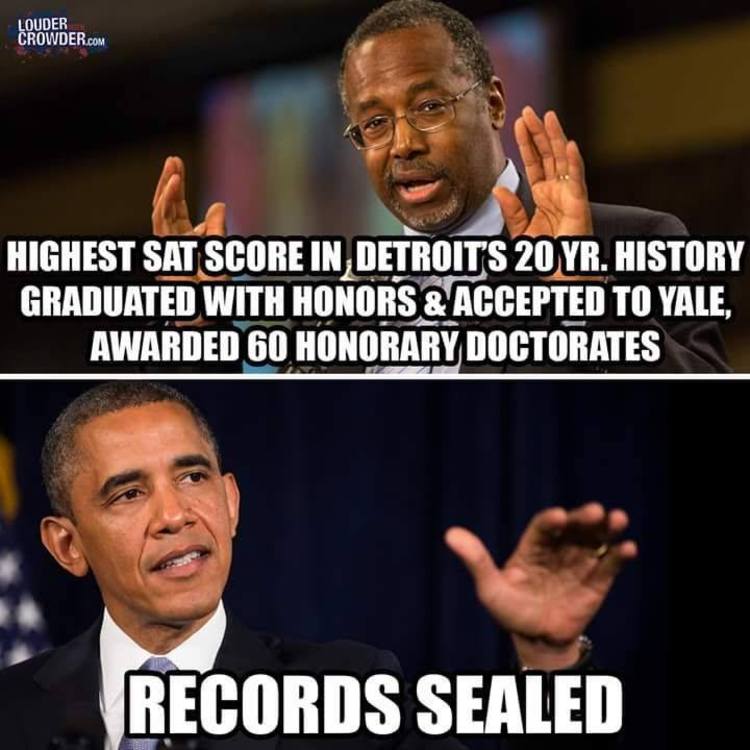 LOUDER
CROWDER.COM
HIGHEST SAT SCORE IN DETROIT'S 20 YR. HISTORY
GRADUATED WITH HONORS & ACCEPTED TO YALE,
AWARDED 60 HONORARY DOCTORATES
RECORDS SEALED